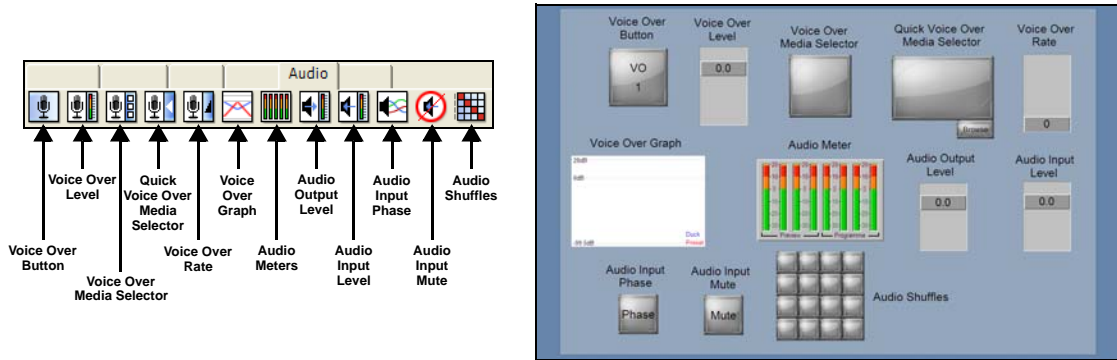 Audio
Voice Over
Level
Quick
Voice Over
Media
Selector
Voice
Over
Graph
Audio
Output
Level
Audio
Input
Phase
Audio
Shuffles
Voice Over
Button
Voice Over
Media Selector
Voice Over
Rate
Audio
Meters
Audio
Input
Level
Audio
Input
Mute
Voice Over
Button
Voice Over
Level
Voice Over
Media Selector
Quick Voice Over
Media Selector
Voice Over
Rate
VO
1
0.0
Browse
0
Voice Over Graph
Duck
Preset
Audio Meter
Preview
Programme
Audio Output
Level
0.0
Audio Input
Level
0.0
Audio Input
Phase
Phase
Audio Input
Mute
Mute
Audio Shuffles